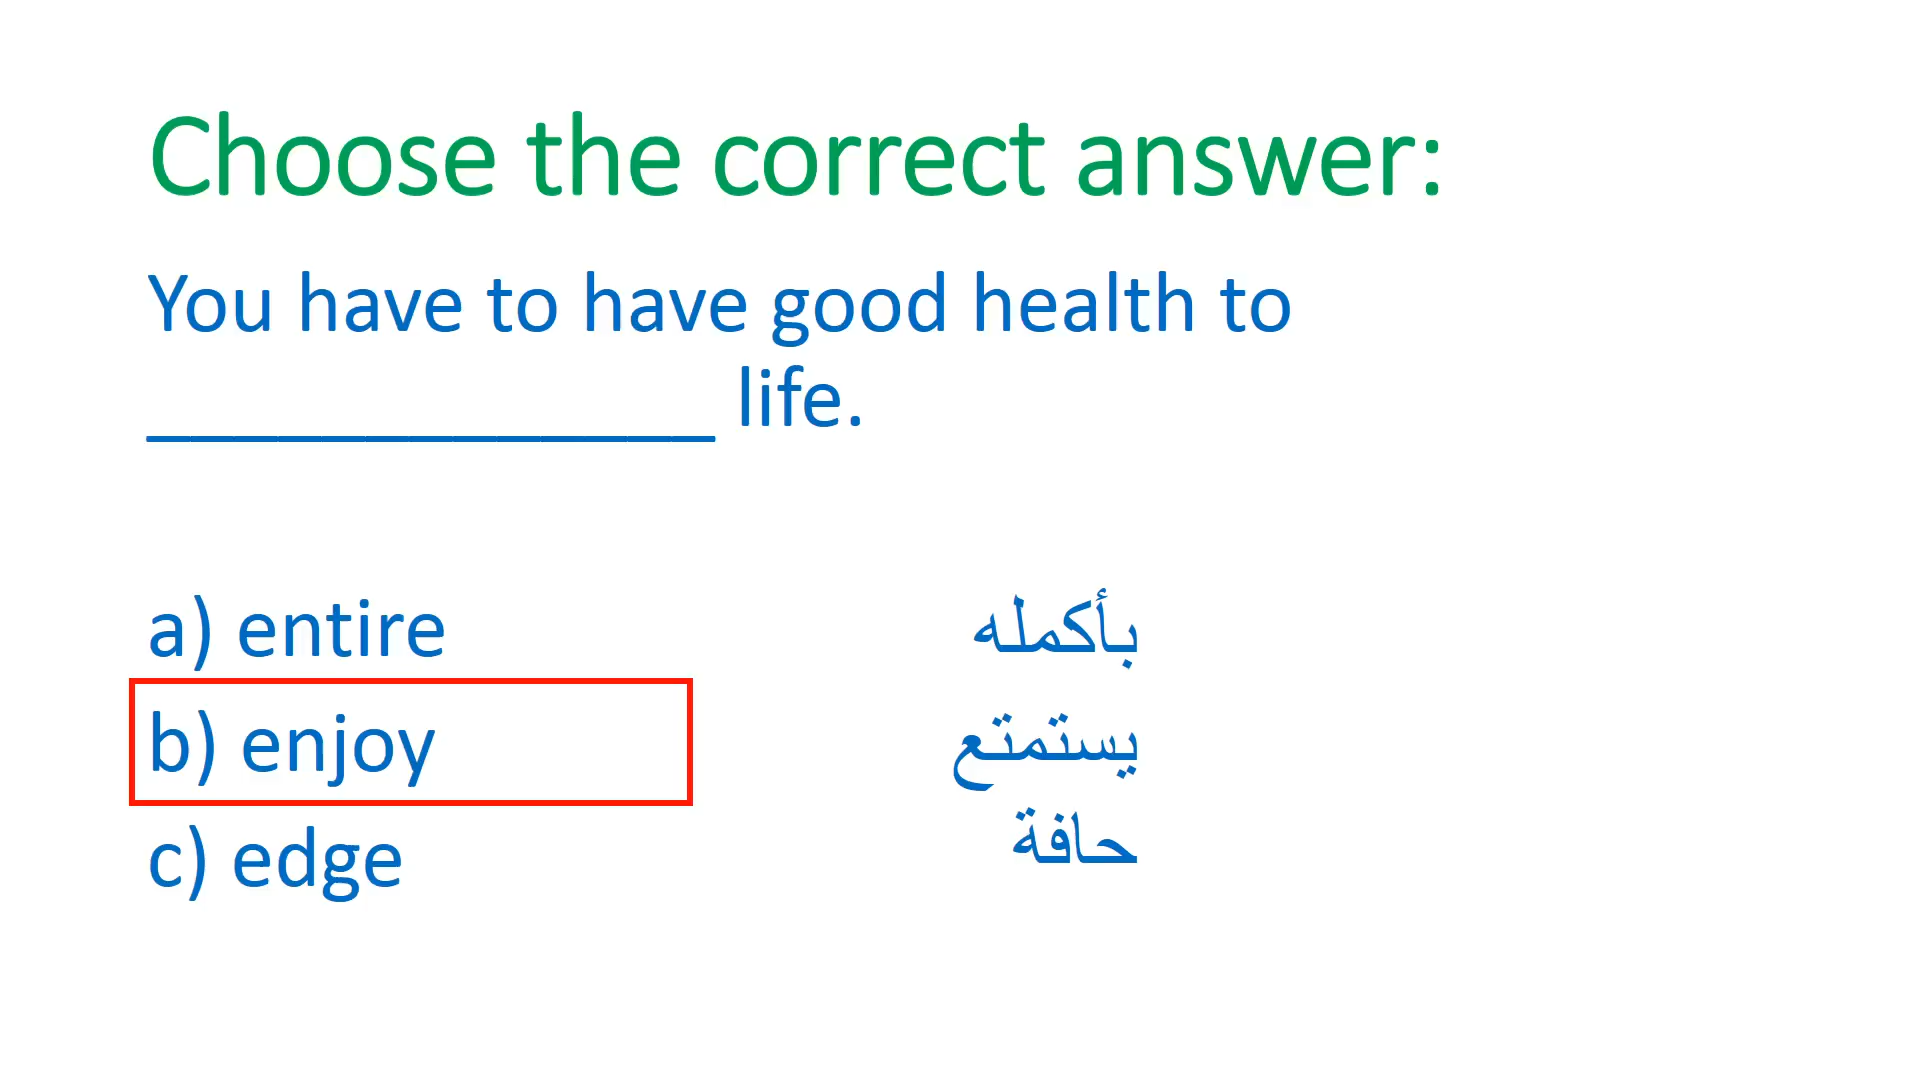 Choose the correct answer:
You have to have good health to
_____________ life.
a) entire
بأكمله
b) enjoy
يستمتع
c) edge
حافة